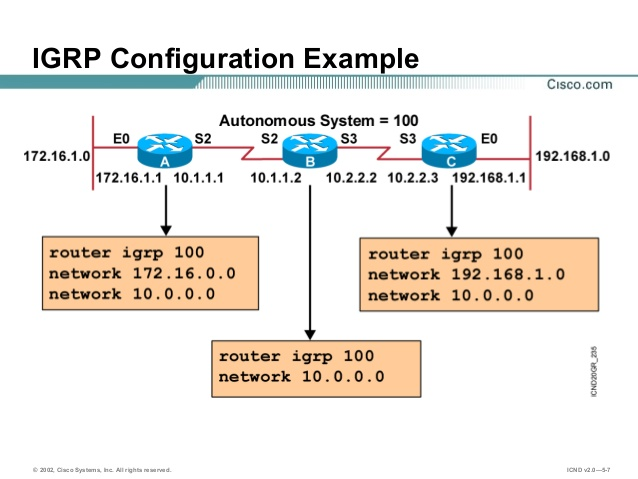 IGRP Configuration Example
Cisco.com
Autonomous System = 100
E0 S2 S2 S3 S3 E0
172.16.1.0 A B C 192.168.1.0
172.16.1.1 10.1.1.1 10.1.1.2 10.2.2.2 10.2.2.3 192.168.1.1
router igrp 100
network 172.16.0.0
network 10.0.0.0
router igrp 100
network 192.168.1.0
network 10.0.0.0
router igrp 100
network 10.0.0.0
ICND20GR_235
© 2002, Cisco Systems, Inc. All rights reserved. ICND v2.0—5-7